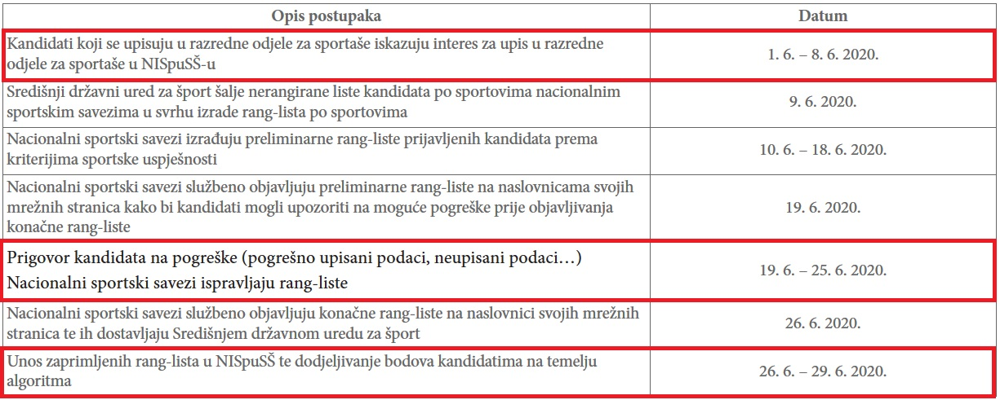 Opis postupaka
Datum
Kandidati koji se upisuju u razredne odjele za sportaše iskazuju interes za upis u razredne
odjele za sportaše u NISpuSŠ-u
1. 6. – 8. 6. 2020.
Središnji državni ured za šport šalje nerangirane liste kandidata po sportovima nacionalnim
sportskim savezima u svrhu izrade rang-lista po sportovima
9. 6. 2020.
Nacionalni sportski savezi izrađuju preliminarne rang-liste prijavljenih kandidata prema
kriterijima sportske uspješnosti
10. 6. – 18. 6. 2020.
Nacionalni sportski savezi službeno objavljuju preliminarne rang-liste na naslovnicama svojih
mrežnih stranica kako bi kandidati mogli upozoriti na moguće pogreške prije objavljivanja
konačne rang-liste
19. 6. 2020.
Prigovor kandidata na pogreške (pogrešno upisani podaci, neupisani podaci…)
Nacionalni sportski savezi ispravljaju rang-liste
19. 6. – 25. 6. 2020.
Nacionalni sportski savezi službeno objavljuju konačne rang-liste na naslovnici svojih mrežnih
stranica te ih dostavljaju Središnjem državnom uredu za šport
26. 6. 2020.
Unos zaprimljenih rang-lista u NISpuSŠ te dodjeljivanje bodova kandidatima na temelju
algoritma
26. 6. – 29. 6. 2020.